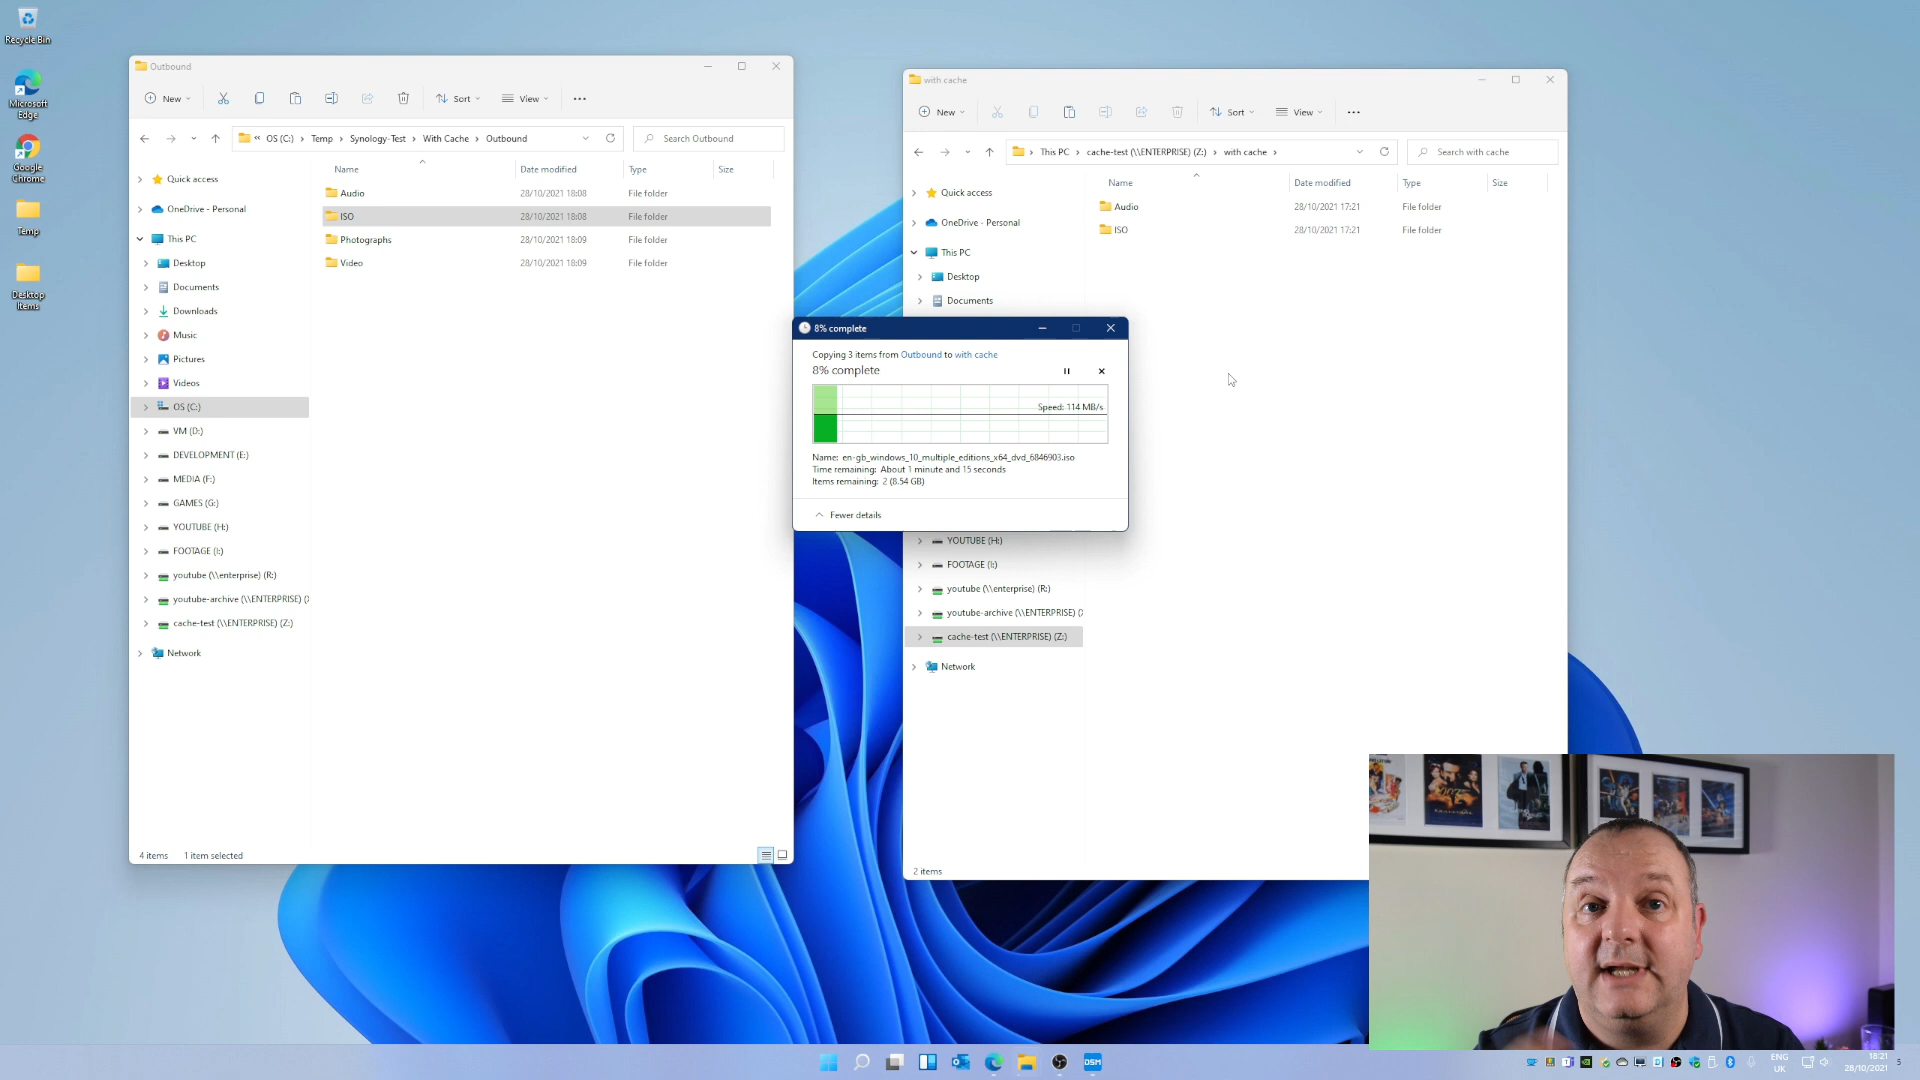 Recycle Bin
Microsoft Edge
Google Chrome
Temp
Desktop Items
Outbound
New
Sort
View
OS (C:) > Temp > Synology-Test > With Cache > Outbound
Search Outbound
Name
Date modified
Type
Size
Quick access
OneDrive - Personal
This PC
Desktop
Documents
Downloads
Music
Pictures
Videos
OS (C:)
VM (D:)
DEVELOPMENT (E:)
MEDIA (F:)
GAMES (G:)
YOUTUBE (H:)
FOOTAGE (I:)
youtube (\\enterprise) (R:)
youtube-archive (\\ENTERPRISE) (
cache-test (\\ENTERPRISE) (Z:)
Network
Audio 28/10/2021 18:08 File folder
ISO 28/10/2021 18:08 File folder
Photographs 28/10/2021 18:09 File folder
Video 28/10/2021 18:09 File folder
4 items 1 item selected
with cache
New
Sort
View
This PC > cache-test (\\ENTERPRISE) (Z:) > with cache >
Search with cache
Name
Date modified
Type
Size
Quick access
OneDrive - Personal
This PC
Desktop
Documents
YOUTUBE (H:)
FOOTAGE (I:)
youtube (\\enterprise) (R:)
youtube-archive (\\ENTERPRISE) (
cache-test (\\ENTERPRISE) (Z:)
Network
Audio 28/10/2021 17:21 File folder
ISO 28/10/2021 17:21 File folder
2 items
8% complete
Copying 3 items from Outbound to with cache
8% complete
Speed: 114 MB/s
Name: en-gb_windows_10_multiple_editions_x64_dvd_6846903.iso
Time remaining: About 1 minute and 15 seconds
Items remaining: 2 (8.54 GB)
Fewer details
007
DSM
ENG
UK
18:21
28/10/2021
5